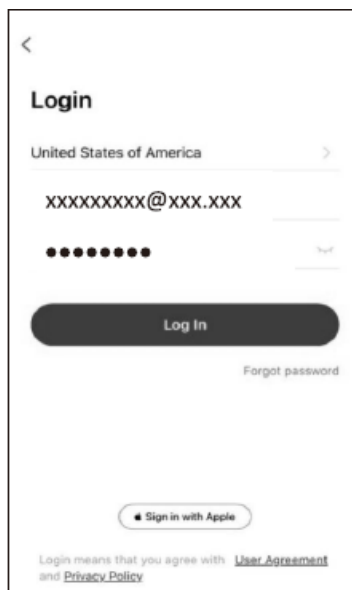 Login
United States of America
xxxxxxxxx@xxx.xxx
●●●●●●●●
Log In
Forgot password
Sign in with Apple
Login means that you agree with User Agreement
and Privacy Policy